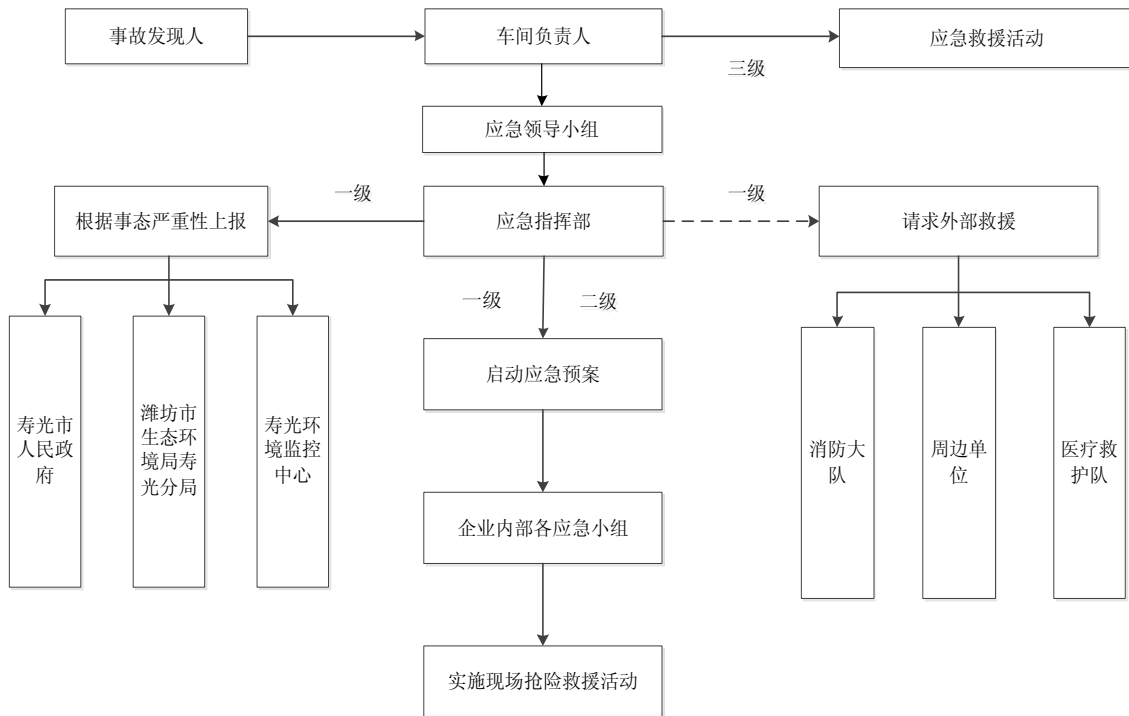 事故发现人
车间负责人
应急救援活动
三级
应急领导小组
一级
一级
根据事态严重性上报
应急指挥部
请求外部救援
一级
二级
启动应急预案
寿光市
人民政
府
潍坊市
生态环
境局寿
光分局
寿光环
境监控
中心
消防大
队
周边单
位
医疗救
护队
企业内部各应急小组
实施现场抢险救援活动